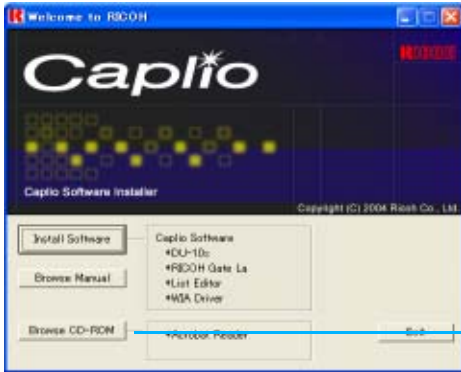 Welcome to RICOH
RICOH
Caplio
Caplio Software Installer
Copyright (C) 2004 Ricoh Co., Ltd.
Install Software
Caplio Software
*DU-10x
*RICOH Gate La
*List Editor
*WIA Driver
Browse Manual
Browse CD-ROM
*Acrobat Reader
Exit